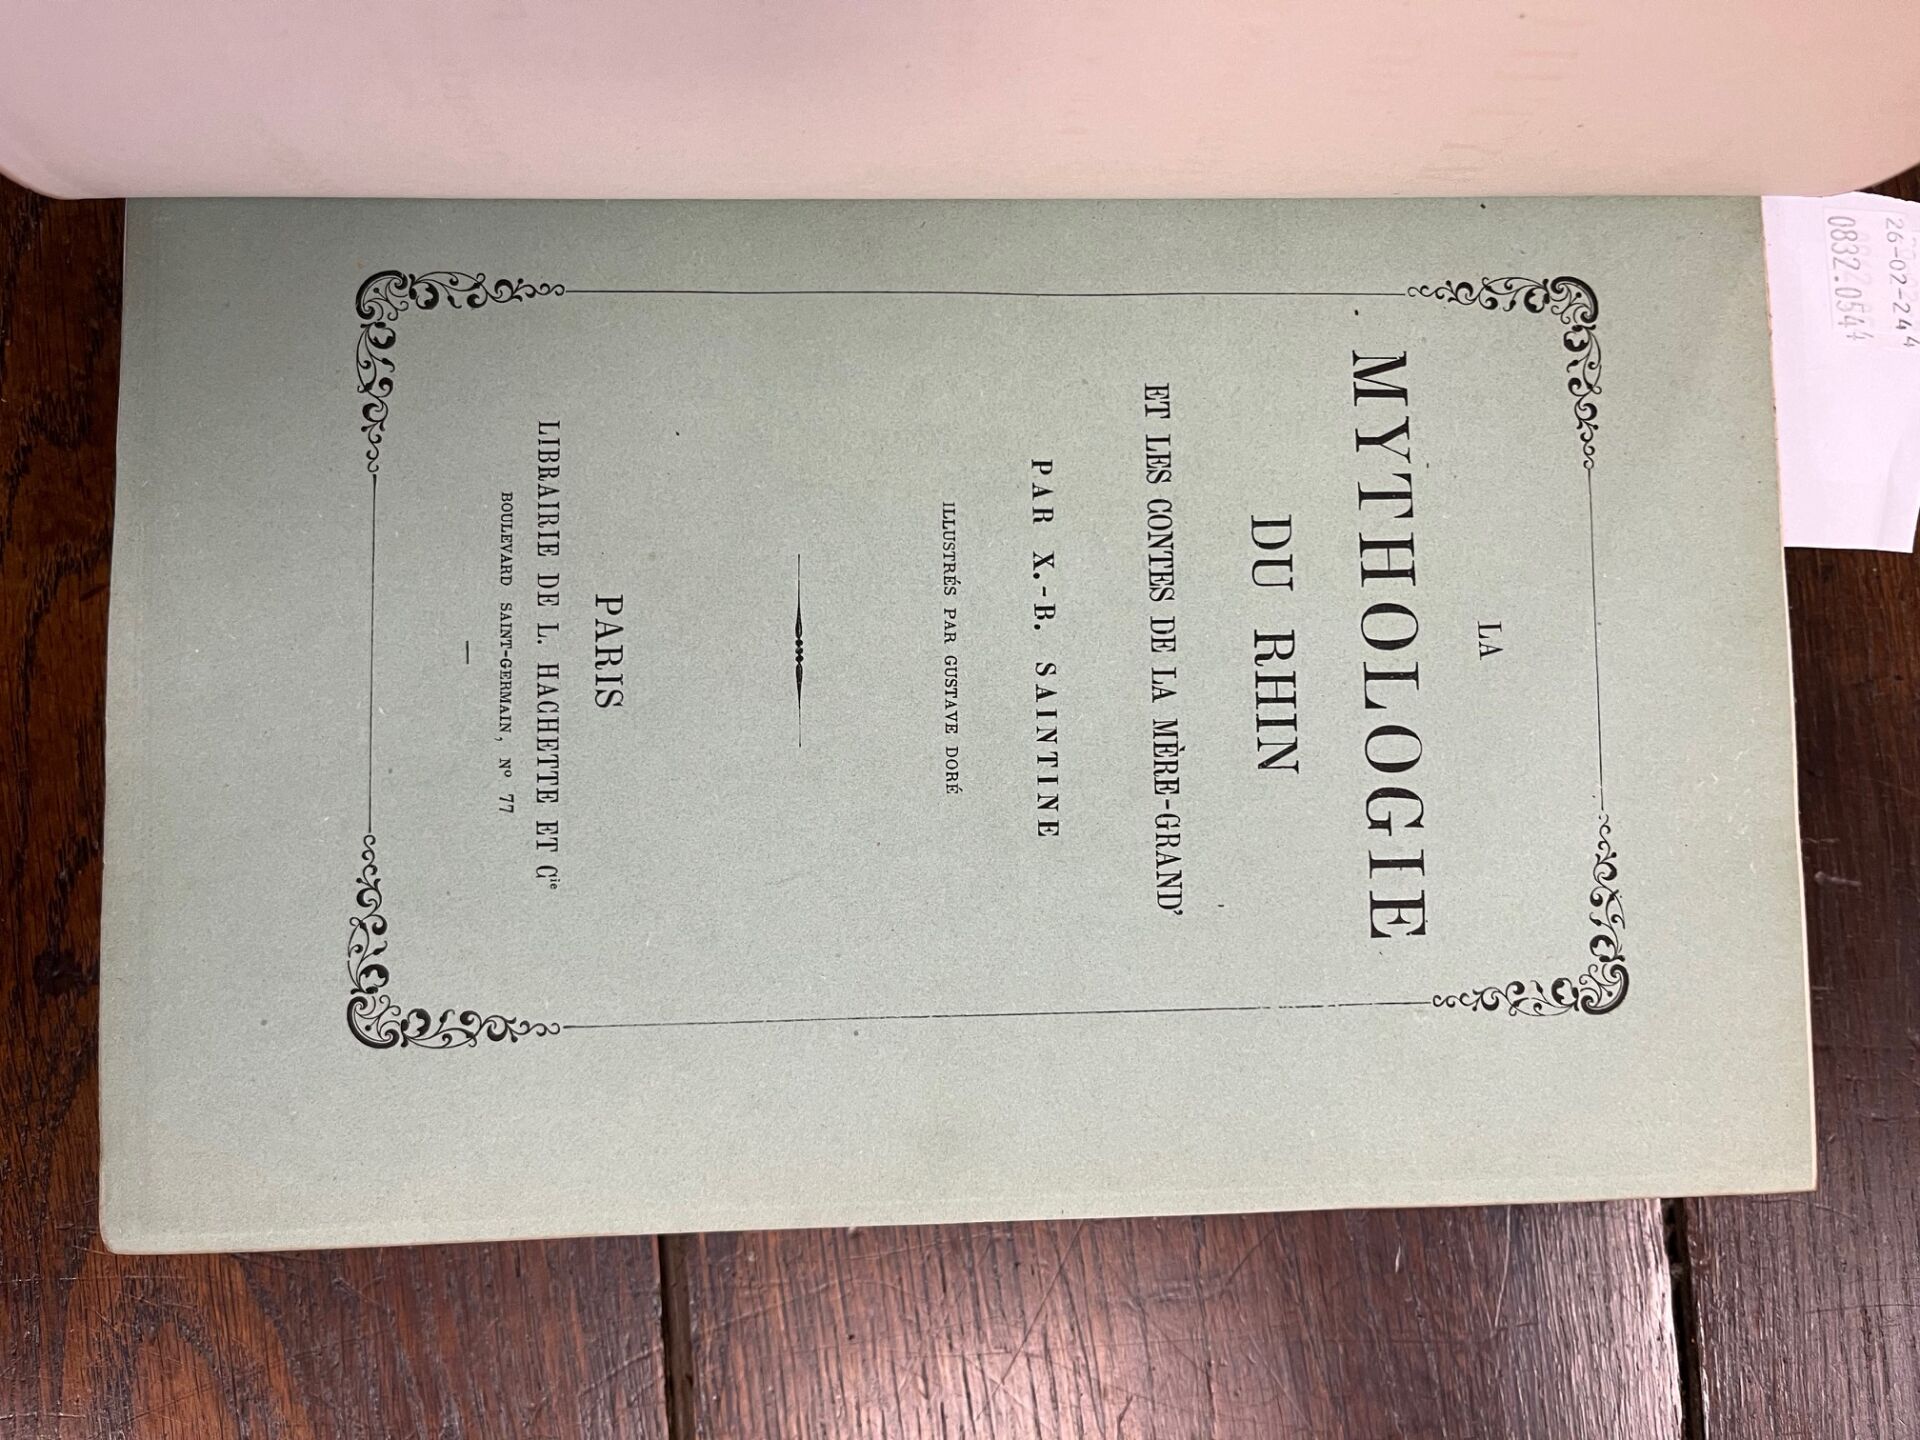 LA
MYTHOLOGIE
DU RHIN
ET LES CONTES DE LA MÈRE-GRAND'
PAR X.-B. SAINTINE
ILLUSTRÉS PAR GUSTAVE DORÉ
PARIS
LIBRAIRIE DE L. HACHETTE ET Cie
BOULEVARD SAINT-GERMAIN, No 77
26-02-244
0832.0544